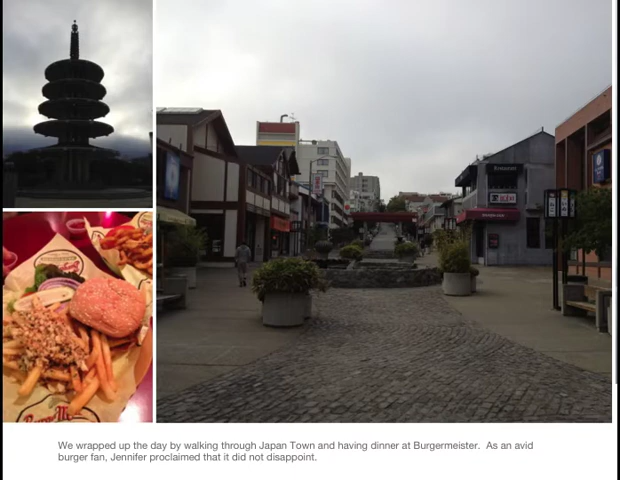 We wrapped up the day by walking through Japan Town and having dinner at Burgermeister.  As an avid
burger fan, Jennifer proclaimed that it did not disappoint.